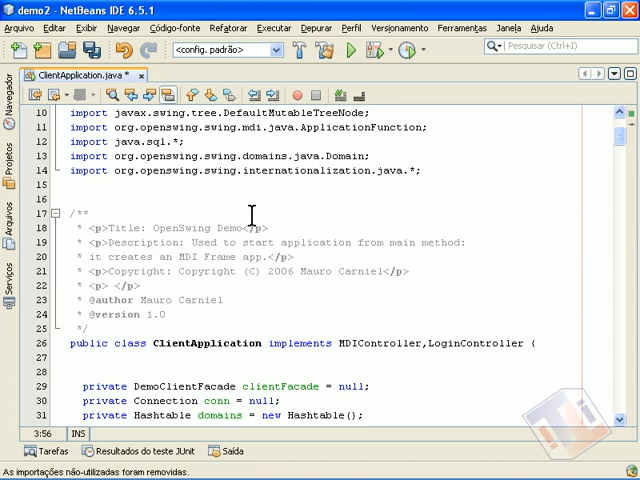 demo2 - NetBeans IDE 6.5.1
Arquivo Editar Exibir Navegar Código-fonte Refatorar Executar Depurar Perfil Versionamento Ferramentas Janela Ajuda
<config. padrão> Pesquisar (Ctrl+I)
ClientApplication.java * x
Navegador
Projetos
Arquivos
Serviços
10 import javax.swing.tree.DefaultMutableTreeNode;
11 import org.openswing.swing.mdi.java.ApplicationFunction;
12 import java.sql.*;
13 import org.openswing.swing.domains.java.Domain;
14 import org.openswing.swing.internationalization.java.*;
15
16
17 /**
18 * <p>Title: OpenSwing Demo</p>
19 * <p>Description: Used to start application from main method:
20 * it creates an MDI Frame app.</p>
21 * <p>Copyright: Copyright (C) 2006 Mauro Carniel</p>
22 * <p> </p>
23 * @author Mauro Carniel
24 * @version 1.0
25 */
26 public class ClientApplication implements MDIController,LoginController {
27
28
29 private DemoClientFacade clientFacade = null;
30 private Connection conn = null;
31 private Hashtable domains = new Hashtable();
3:56 INS
Tarefas Resultados do teste JUnit Saída
As importações não-utilizadas foram removidas.